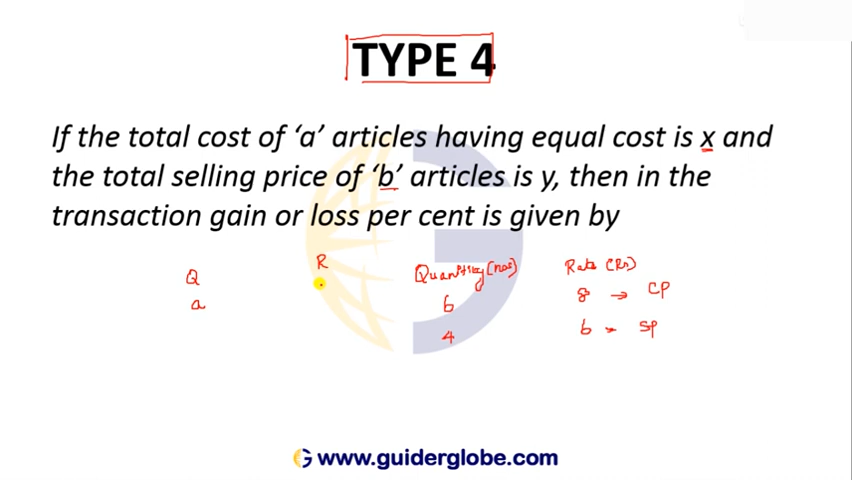 TYPE 4
If the total cost of ‘a’ articles having equal cost is x and
the total selling price of ‘b’ articles is y, then in the
transaction gain or loss per cent is given by
Q R Quantity (nos) Rate (Rs)
a 6 8 → CP
4 6 → SP
www.guiderglobe.com